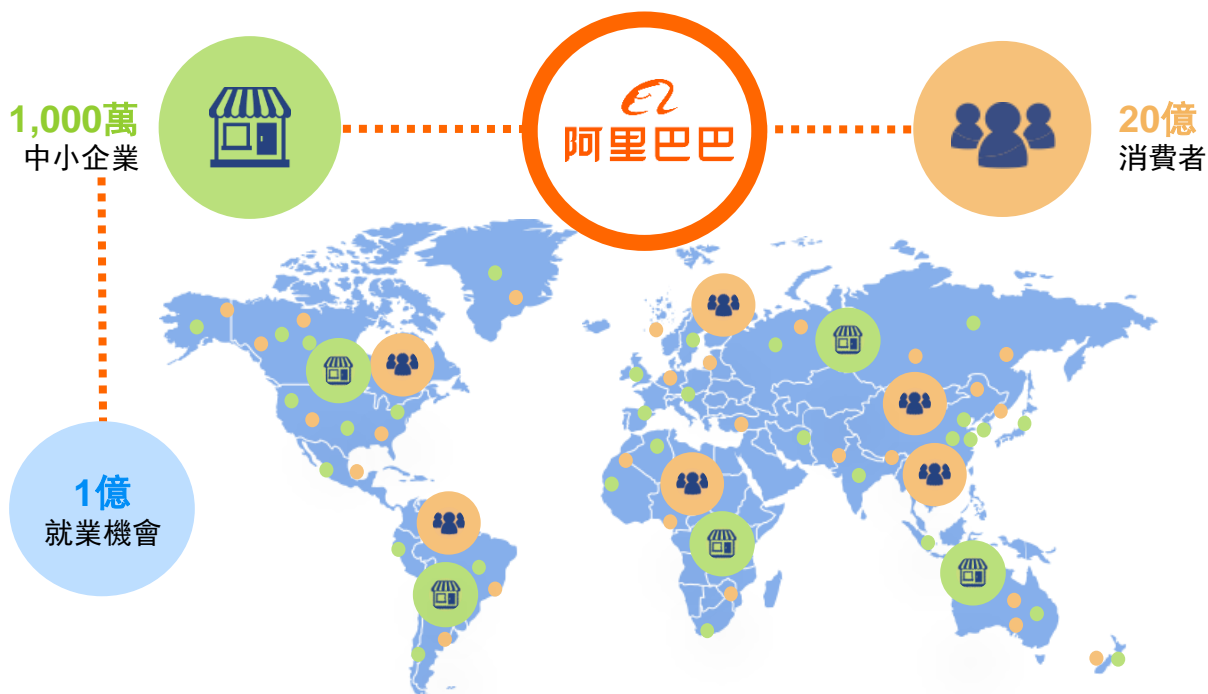 1,000萬
中小企業
阿里巴巴
20億
消費者
1億
就業機會